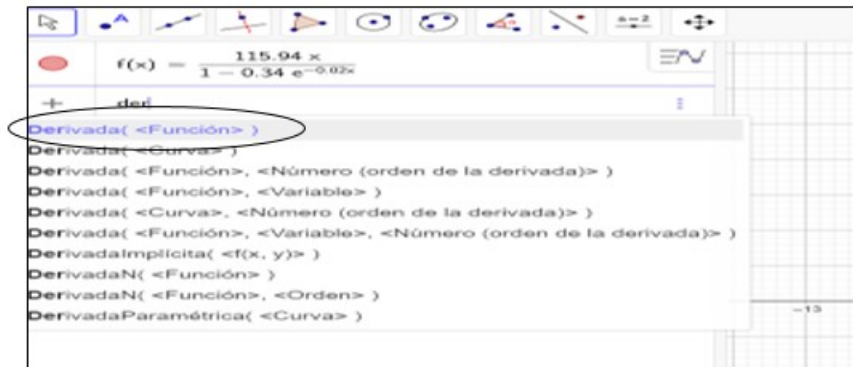 A
a=2
f(x) = 115.94 x / 1 − 0.34 e^−0.02x
+ der
Derivada( <Función> )
Derivada( <Curva> )
Derivada( <Función>, <Número (orden de la derivada)> )
Derivada( <Función>, <Variable> )
Derivada( <Curva>, <Número (orden de la derivada)> )
Derivada( <Función>, <Variable>, <Número (orden de la derivada)> )
DerivadaImplícita( <f(x, y)> )
DerivadaN( <Función> )
DerivadaN( <Función>, <Orden> )
DerivadaParamétrica( <Curva> )
−13